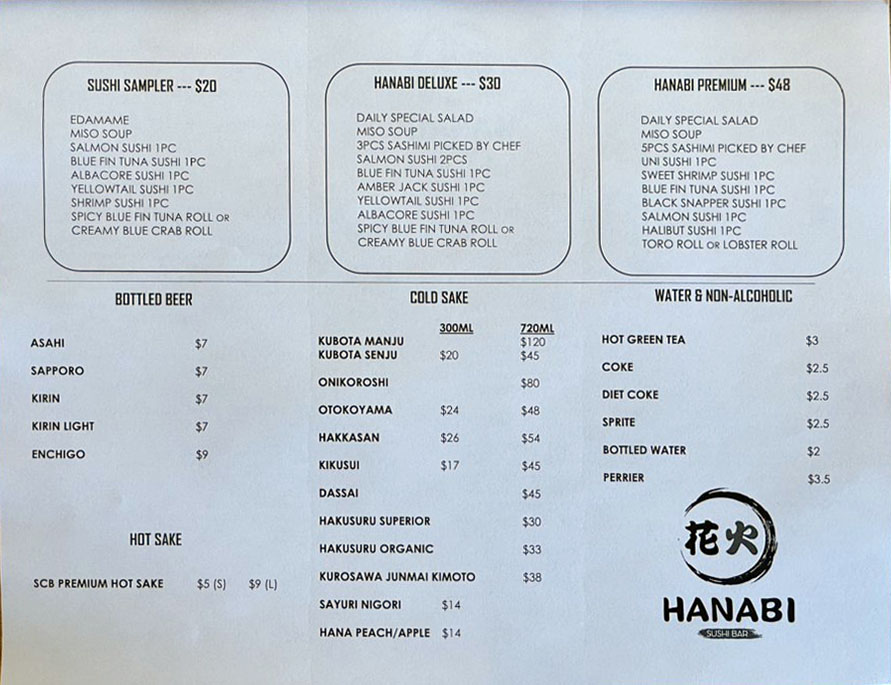 SUSHI SAMPLER --- $20
EDAMAME
MISO SOUP
SALMON SUSHI 1PC
BLUE FIN TUNA SUSHI 1PC
ALBACORE SUSHI 1PC
YELLOWTAIL SUSHI 1PC
SHRIMP SUSHI 1PC
SPICY BLUE FIN TUNA ROLL OR
CREAMY BLUE CRAB ROLL
HANABI DELUXE --- $30
DAILY SPECIAL SALAD
MISO SOUP
3PCS SASHIMI PICKED BY CHEF
SALMON SUSHI 2PCS
BLUE FIN TUNA SUSHI 1PC
AMBER JACK SUSHI 1PC
YELLOWTAIL SUSHI 1PC
ALBACORE SUSHI 1PC
SPICY BLUE FIN TUNA ROLL OR
CREAMY BLUE CRAB ROLL
HANABI PREMIUM --- $48
DAILY SPECIAL SALAD
MISO SOUP
5PCS SASHIMI PICKED BY CHEF
UNI SUSHI 1PC
SWEET SHRIMP SUSHI 1PC
BLUE FIN TUNA SUSHI 1PC
BLACK SNAPPER SUSHI 1PC
SALMON SUSHI 1PC
HALIBUT SUSHI 1PC
TORO ROLL OR LOBSTER ROLL
BOTTLED BEER
ASAHI $7
SAPPORO $7
KIRIN $7
KIRIN LIGHT $7
ENCHIGO $9
HOT SAKE
SCB PREMIUM HOT SAKE $5 (S) $9 (L)
COLD SAKE
300ML 720ML
KUBOTA MANJU $120
KUBOTA SENJU $20 $45
ONIKOROSHI $80
OTOKOYAMA $24 $48
HAKKASAN $26 $54
KIKUSUI $17 $45
DASSAI $45
HAKUSURU SUPERIOR $30
HAKUSURU ORGANIC $33
KUROSAWA JUNMAI KIMOTO $38
SAYURI NIGORI $14
HANA PEACH/APPLE $14
WATER & NON-ALCOHOLIC
HOT GREEN TEA $3
COKE $2.5
DIET COKE $2.5
SPRITE $2.5
BOTTLED WATER $2
PERRIER $3.5
花火
HANABI
SUSHI BAR